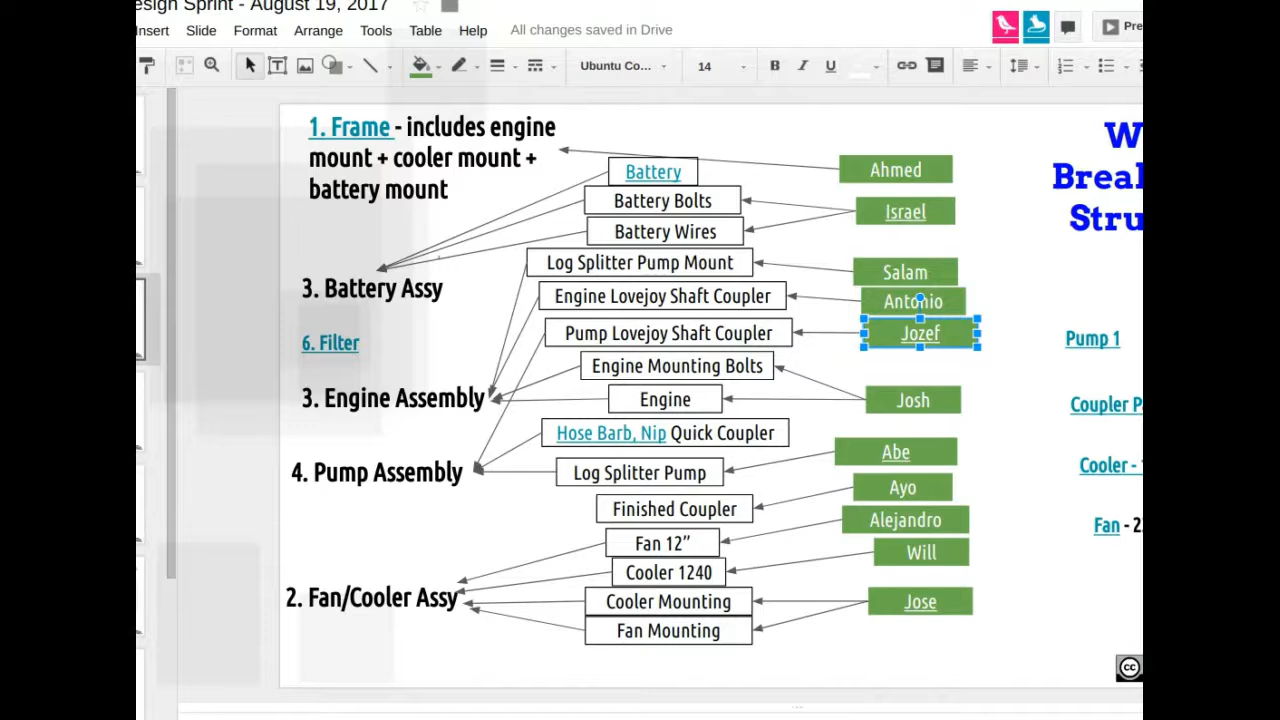 esign Sprint - August 19, 2017
nsert Slide Format Arrange Tools Table Help All changes saved in Drive
Pre
Ubuntu Co... 14 B I U
1. Frame - includes engine
mount + cooler mount +
battery mount
Battery
Battery Bolts
Battery Wires
Log Splitter Pump Mount
Engine Lovejoy Shaft Coupler
Pump Lovejoy Shaft Coupler
Engine Mounting Bolts
Engine
Hose Barb, Nip Quick Coupler
Log Splitter Pump
Finished Coupler
Fan 12”
Cooler 1240
Cooler Mounting
Fan Mounting
3. Battery Assy
6. Filter
3. Engine Assembly
4. Pump Assembly
2. Fan/Cooler Assy
Ahmed
Israel
Salam
Antonio
Jozef
Josh
Abe
Ayo
Alejandro
Will
Jose
W
Brea
Stru
Pump 1
Coupler P
Cooler -
Fan - 2
cc